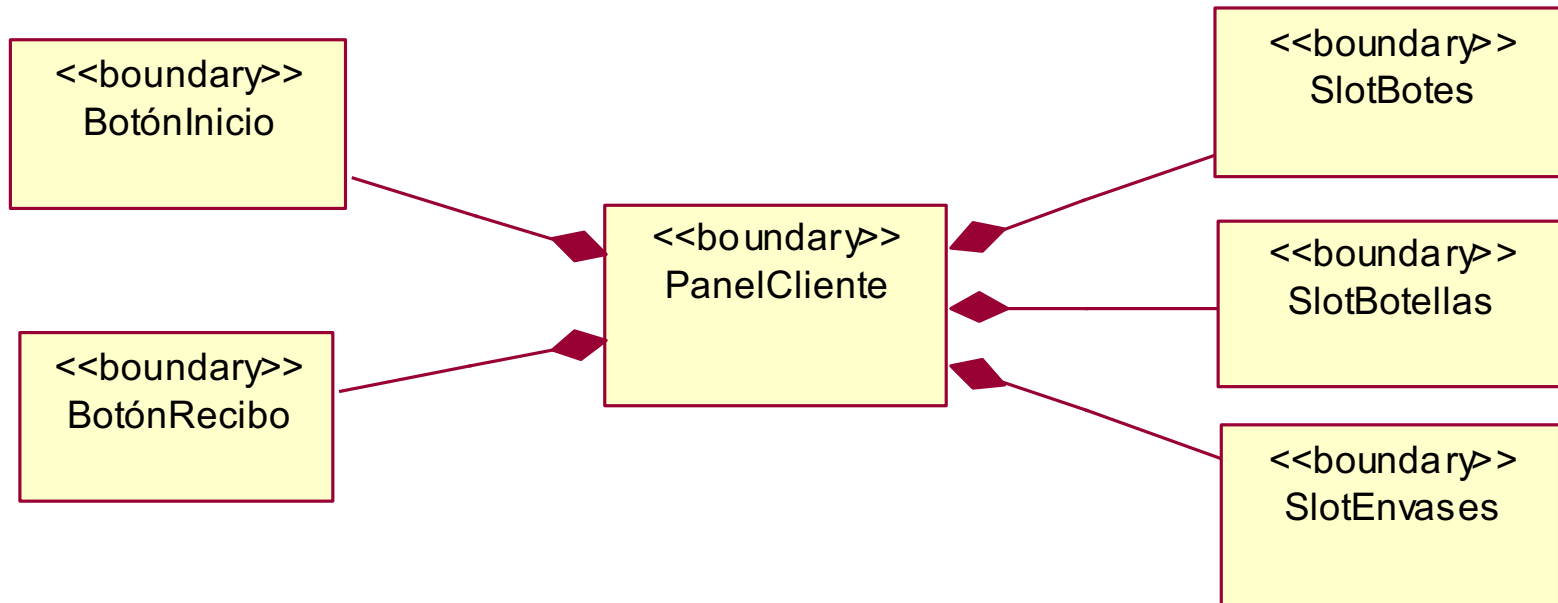 <<boundary>>
BotónInicio
<<boundary>>
BotónRecibo
<<boundary>>
PanelCliente
<<boundary>>
SlotBotes
<<boundary>>
SlotBotellas
<<boundary>>
SlotEnvases